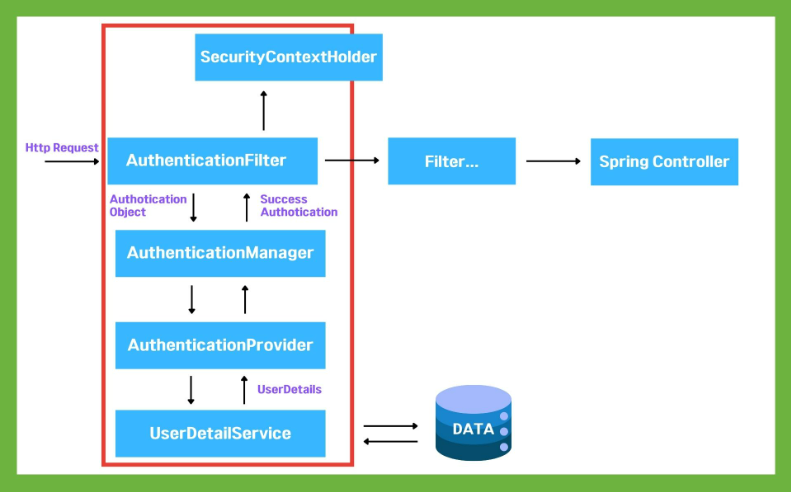 SecurityContextHolder
Http Request
AuthenticationFilter
Filter...
Spring Controller
Authotication
Object
Success
Authotication
AuthenticationManager
AuthenticationProvider
UserDetails
UserDetailService
DATA